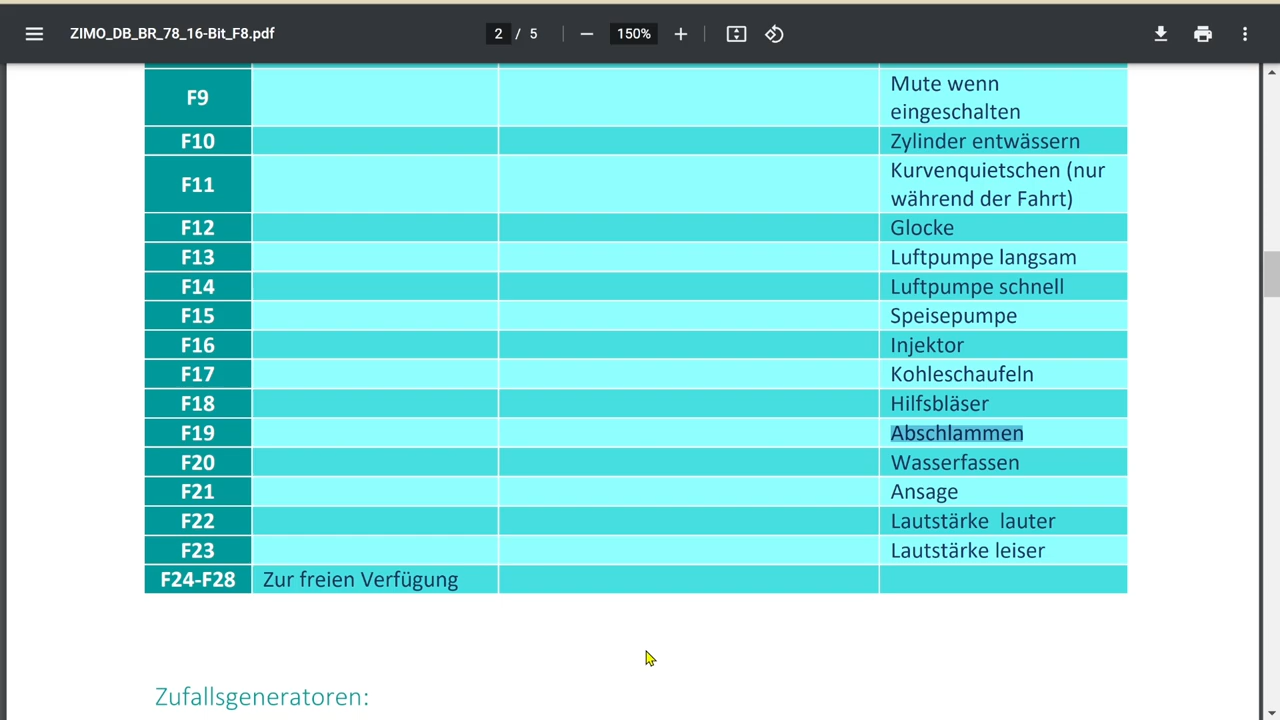 ZIMO_DB_BR_78_16-Bit_F8.pdf
2 / 5
150%
F9 Mute wenn
eingeschalten
F10 Zylinder entwässern
F11 Kurvenquietschen (nur
während der Fahrt)
F12 Glocke
F13 Luftpumpe langsam
F14 Luftpumpe schnell
F15 Speisepumpe
F16 Injektor
F17 Kohleschaufeln
F18 Hilfsbläser
F19 Abschlammen
F20 Wasserfassen
F21 Ansage
F22 Lautstärke lauter
F23 Lautstärke leiser
F24-F28 Zur freien Verfügung
Zufallsgeneratoren: